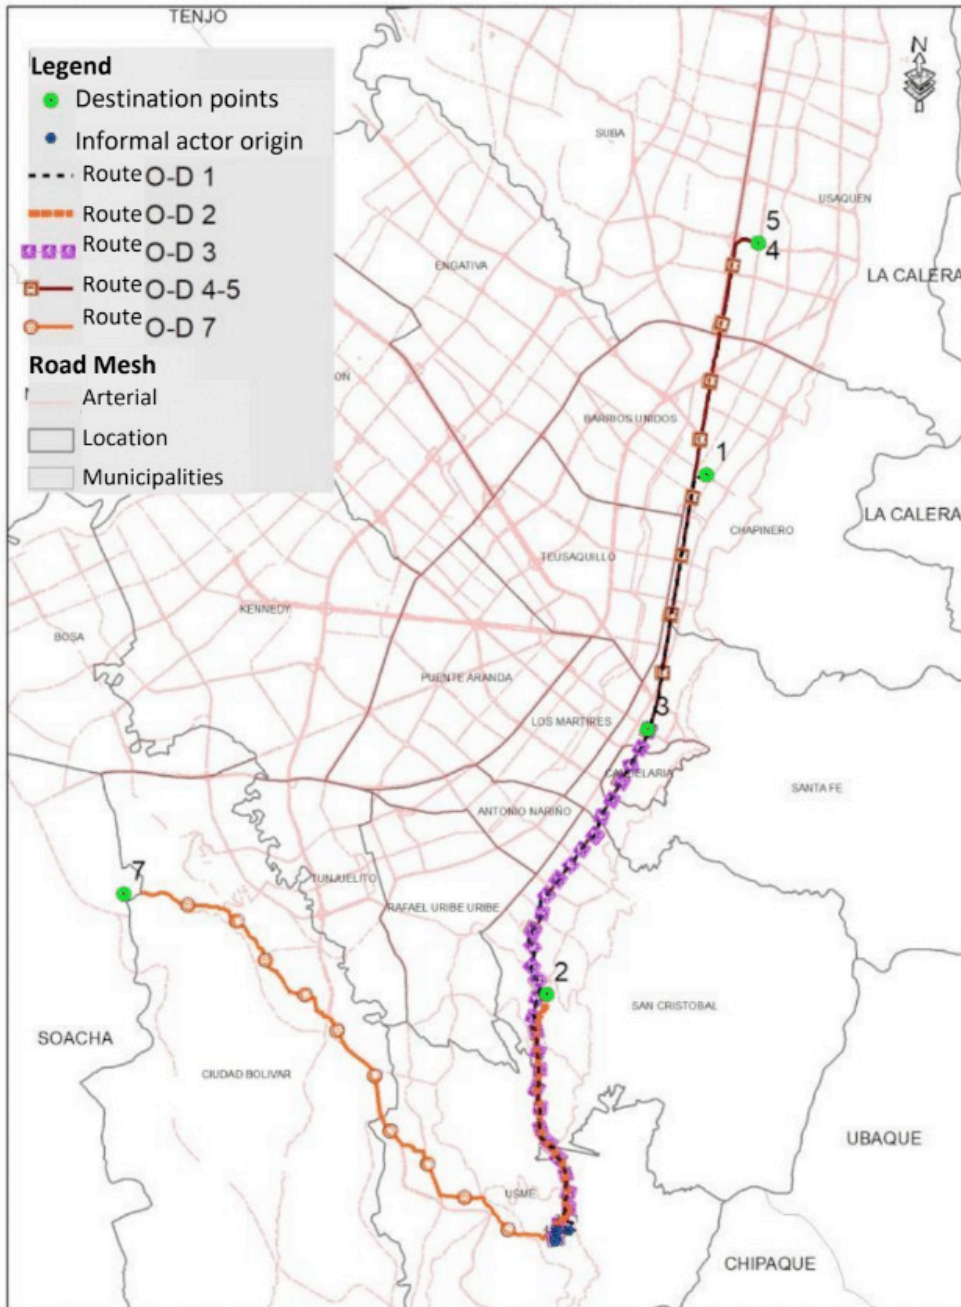 TENJO
N
Legend
Destination points
Informal actor origin
Route O-D 1
Route O-D 2
Route O-D 3
Route O-D 4-5
Route O-D 7
Road Mesh
Arterial
Location
Municipalities
SUBA
USAQUEN
5
4
LA CALERA
ENGATIVA
ON
BARRIOS UNIDOS
1
LA CALERA
CHAPINERO
TEUSAQUILLO
KENNEDY
BOSA
PUENTE ARANDA
3
LOS MARTIRES
CANDELARIA
SANTA FE
ANTONIO NARIÑO
7
TUNJUELITO
RAFAEL URIBE URIBE
2
SAN CRISTOBAL
SOACHA
CIUDAD BOLIVAR
UBAQUE
USME
CHIPAQUE